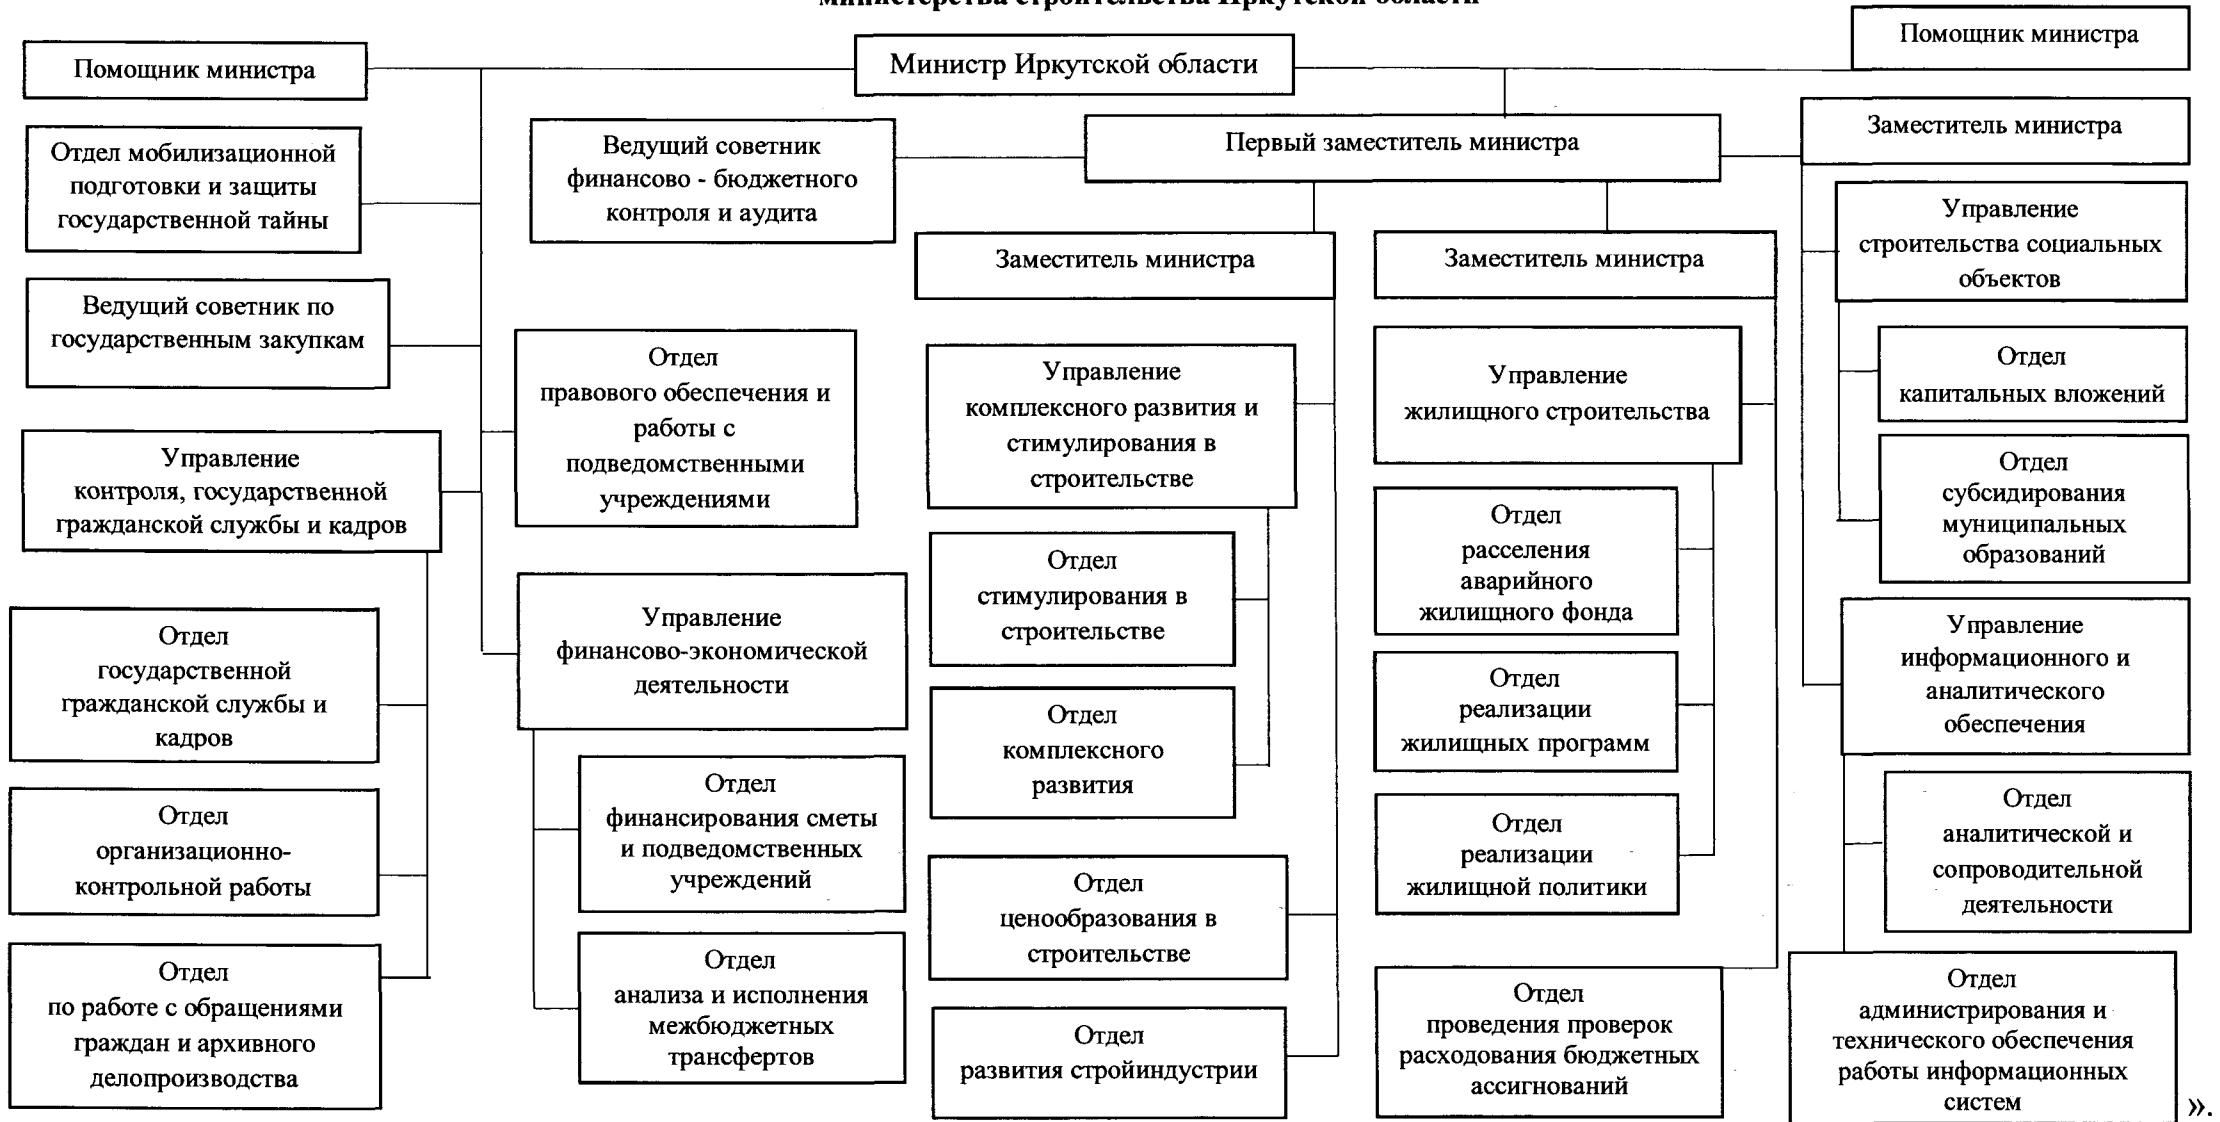 министерства строительства Иркутской области
Помощник министра
Министр Иркутской области
Помощник министра
Отдел мобилизационной
подготовки и защиты
государственной тайны
Ведущий советник
финансово - бюджетного
контроля и аудита
Первый заместитель министра
Заместитель министра
Ведущий советник по
государственным закупкам
Управление
контроля, государственной
гражданской службы и кадров
Отдел
государственной
гражданской службы и
кадров
Отдел
организационно-
контрольной работы
Отдел
по работе с обращениями
граждан и архивного
делопроизводства
Отдел
правового обеспечения и
работы с
подведомственными
учреждениями
Управление
финансово-экономической
деятельности
Отдел
финансирования сметы
и подведомственных
учреждений
Отдел
анализа и исполнения
межбюджетных
трансфертов
Заместитель министра
Управление
комплексного развития и
стимулирования в
строительстве
Отдел
стимулирования в
строительстве
Отдел
комплексного
развития
Отдел
ценообразования в
строительстве
Отдел
развития стройиндустрии
Заместитель министра
Управление
жилищного строительства
Отдел
расселения
аварийного
жилищного фонда
Отдел
реализации
жилищных программ
Отдел
реализации
жилищной политики
Отдел
проведения проверок
расходования бюджетных
ассигнований
Управление
строительства социальных
объектов
Отдел
капитальных вложений
Отдел
субсидирования
муниципальных
образований
Управление
информационного и
аналитического
обеспечения
Отдел
аналитической и
сопроводительной
деятельности
Отдел
администрирования и
технического обеспечения
работы информационных
систем
».